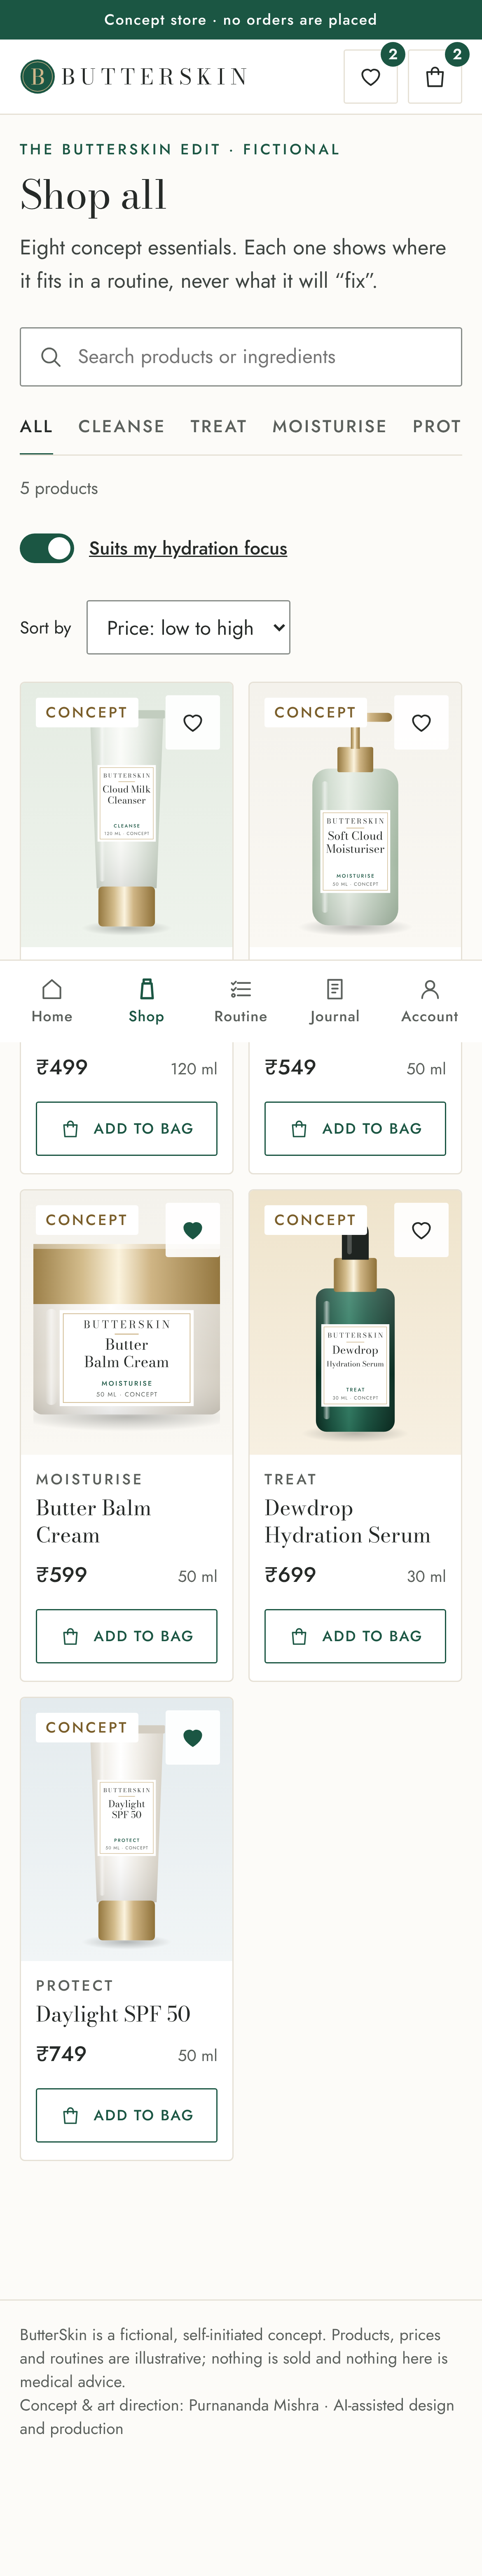 Concept store · no orders are placed
B BUTTERSKIN
2
2
THE BUTTERSKIN EDIT · FICTIONAL
Shop all
Eight concept essentials. Each one shows where
it fits in a routine, never what it will “fix”.
Search products or ingredients
ALL CLEANSE TREAT MOISTURISE PROT
5 products
Suits my hydration focus
Sort by Price: low to high
CONCEPT
BUTTERSKIN
Cloud Milk
Cleanser
CLEANSE
120 ML · CONCEPT
CONCEPT
BUTTERSKIN
Soft Cloud
Moisturiser
MOISTURISE
50 ML · CONCEPT
Home Shop Routine Journal Account
₹499 120 ml
ADD TO BAG
₹549 50 ml
ADD TO BAG
CONCEPT
BUTTERSKIN
Butter
Balm Cream
MOISTURISE
50 ML · CONCEPT
MOISTURISE
Butter Balm
Cream
₹599 50 ml
ADD TO BAG
CONCEPT
BUTTERSKIN
Dewdrop
Hydration Serum
TREAT
30 ML · CONCEPT
TREAT
Dewdrop
Hydration Serum
₹699 30 ml
ADD TO BAG
CONCEPT
BUTTERSKIN
Daylight
SPF 50
PROTECT
50 ML · CONCEPT
PROTECT
Daylight SPF 50
₹749 50 ml
ADD TO BAG
ButterSkin is a fictional, self-initiated concept. Products, prices
and routines are illustrative; nothing is sold and nothing here is
medical advice.
Concept & art direction: Purnananda Mishra · AI-assisted design
and production